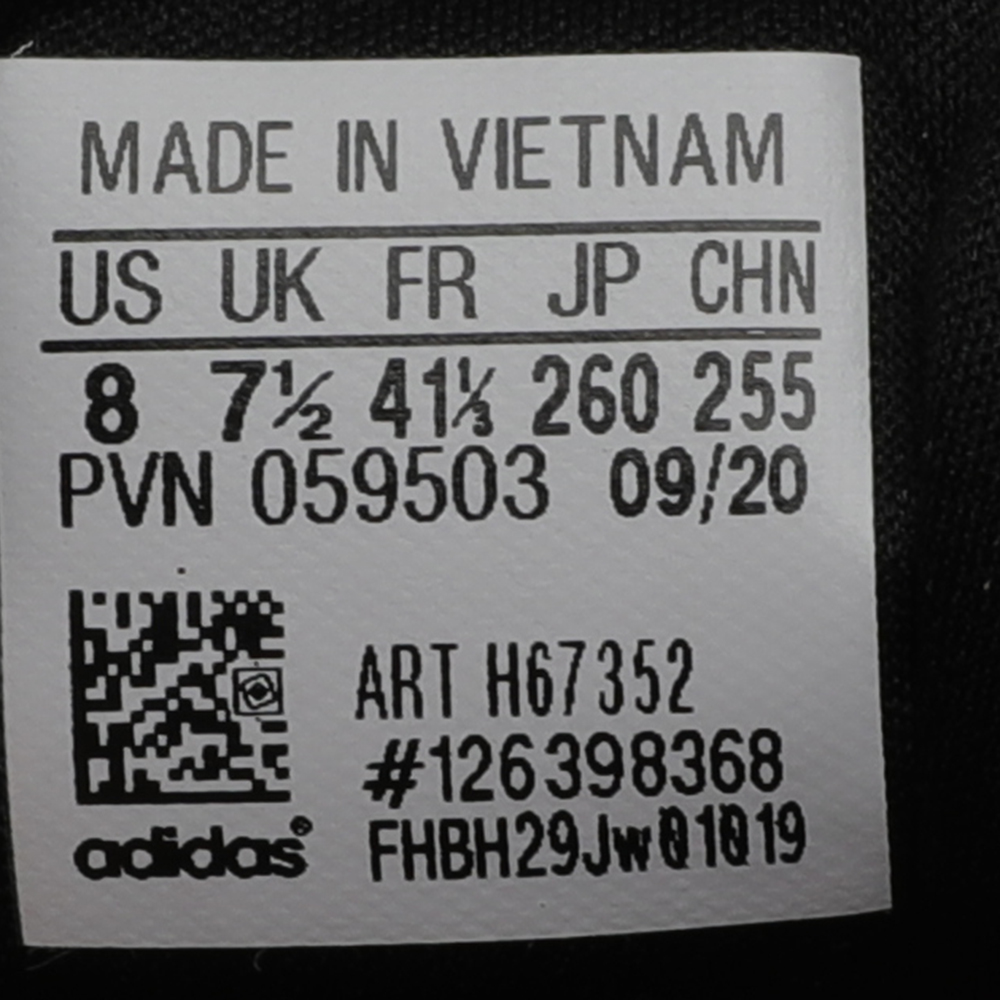 MADE IN VIETNAM
US UK FR JP CHN
8 7½ 41⅓ 260 255
PVN 059503 09/20
ART H67352
#126398368
adidas® FHBH29Jw01019